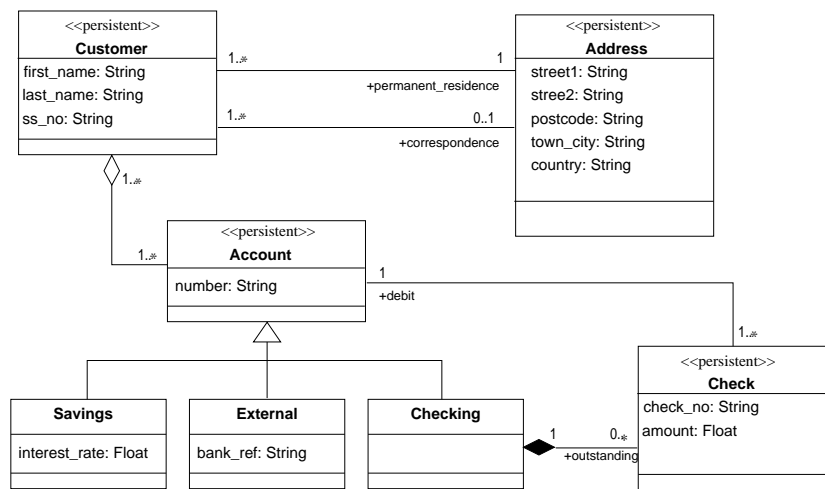 <<persistent>>
Customer
first_name: String
last_name: String
ss_no: String
<<persistent>>
Address
street1: String
stree2: String
postcode: String
town_city: String
country: String
1..*
1
+permanent_residence
1..*
0..1
+correspondence
1..*
1..*
<<persistent>>
Account
number: String
1
+debit
1..*
<<persistent>>
Check
check_no: String
amount: Float
Savings
interest_rate: Float
External
bank_ref: String
Checking
1
0..*
+outstanding